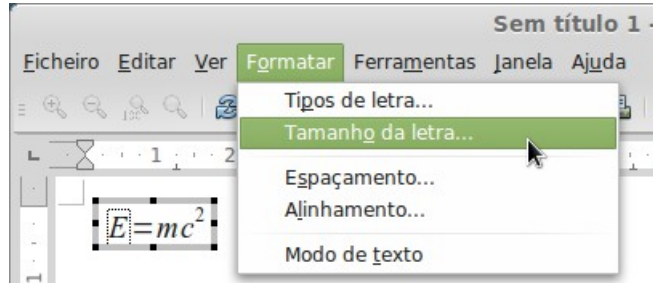 Sem título 1 -
Ficheiro Editar Ver Formatar Ferramentas Janela Ajuda
Tipos de letra...
Tamanho da letra...
1 2
Espaçamento...
Alinhamento...
E=mc²
Modo de texto
1